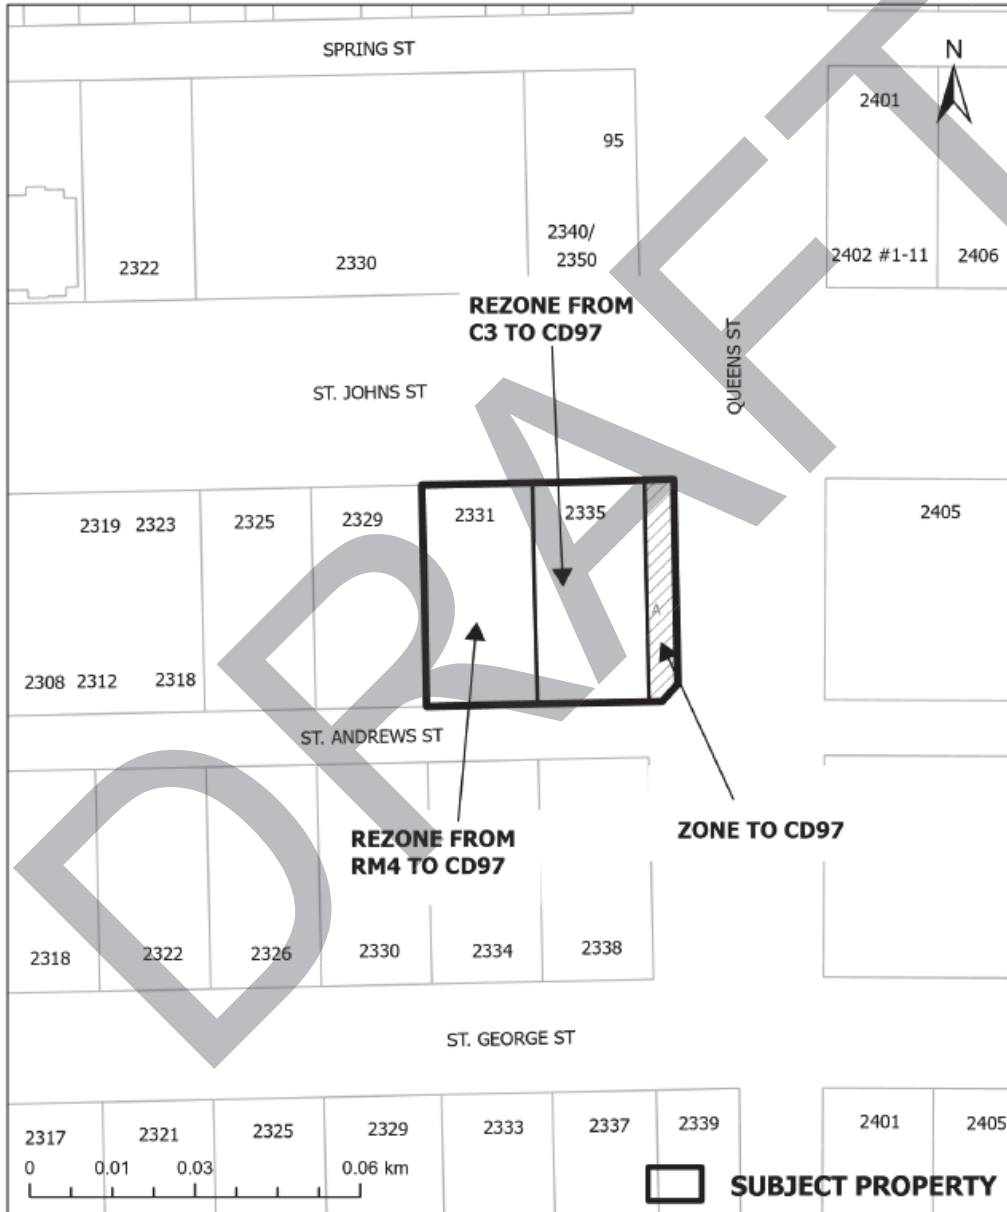 SPRING ST
N
2401
95
2340/
2350
2322
2330
2402 #1-11
2406
REZONE FROM
C3 TO CD97
QUEENS ST
ST. JOHNS ST
2319 2323
2325
2329
2331
2335
2405
A
2308 2312
2318
ST. ANDREWS ST
REZONE FROM
RM4 TO CD97
ZONE TO CD97
2318
2322
2326
2330
2334
2338
ST. GEORGE ST
2317
2321
2325
2329
2333
2337
2339
2401
2405
0 0.01 0.03 0.06 km
SUBJECT PROPERTY
DRAFT